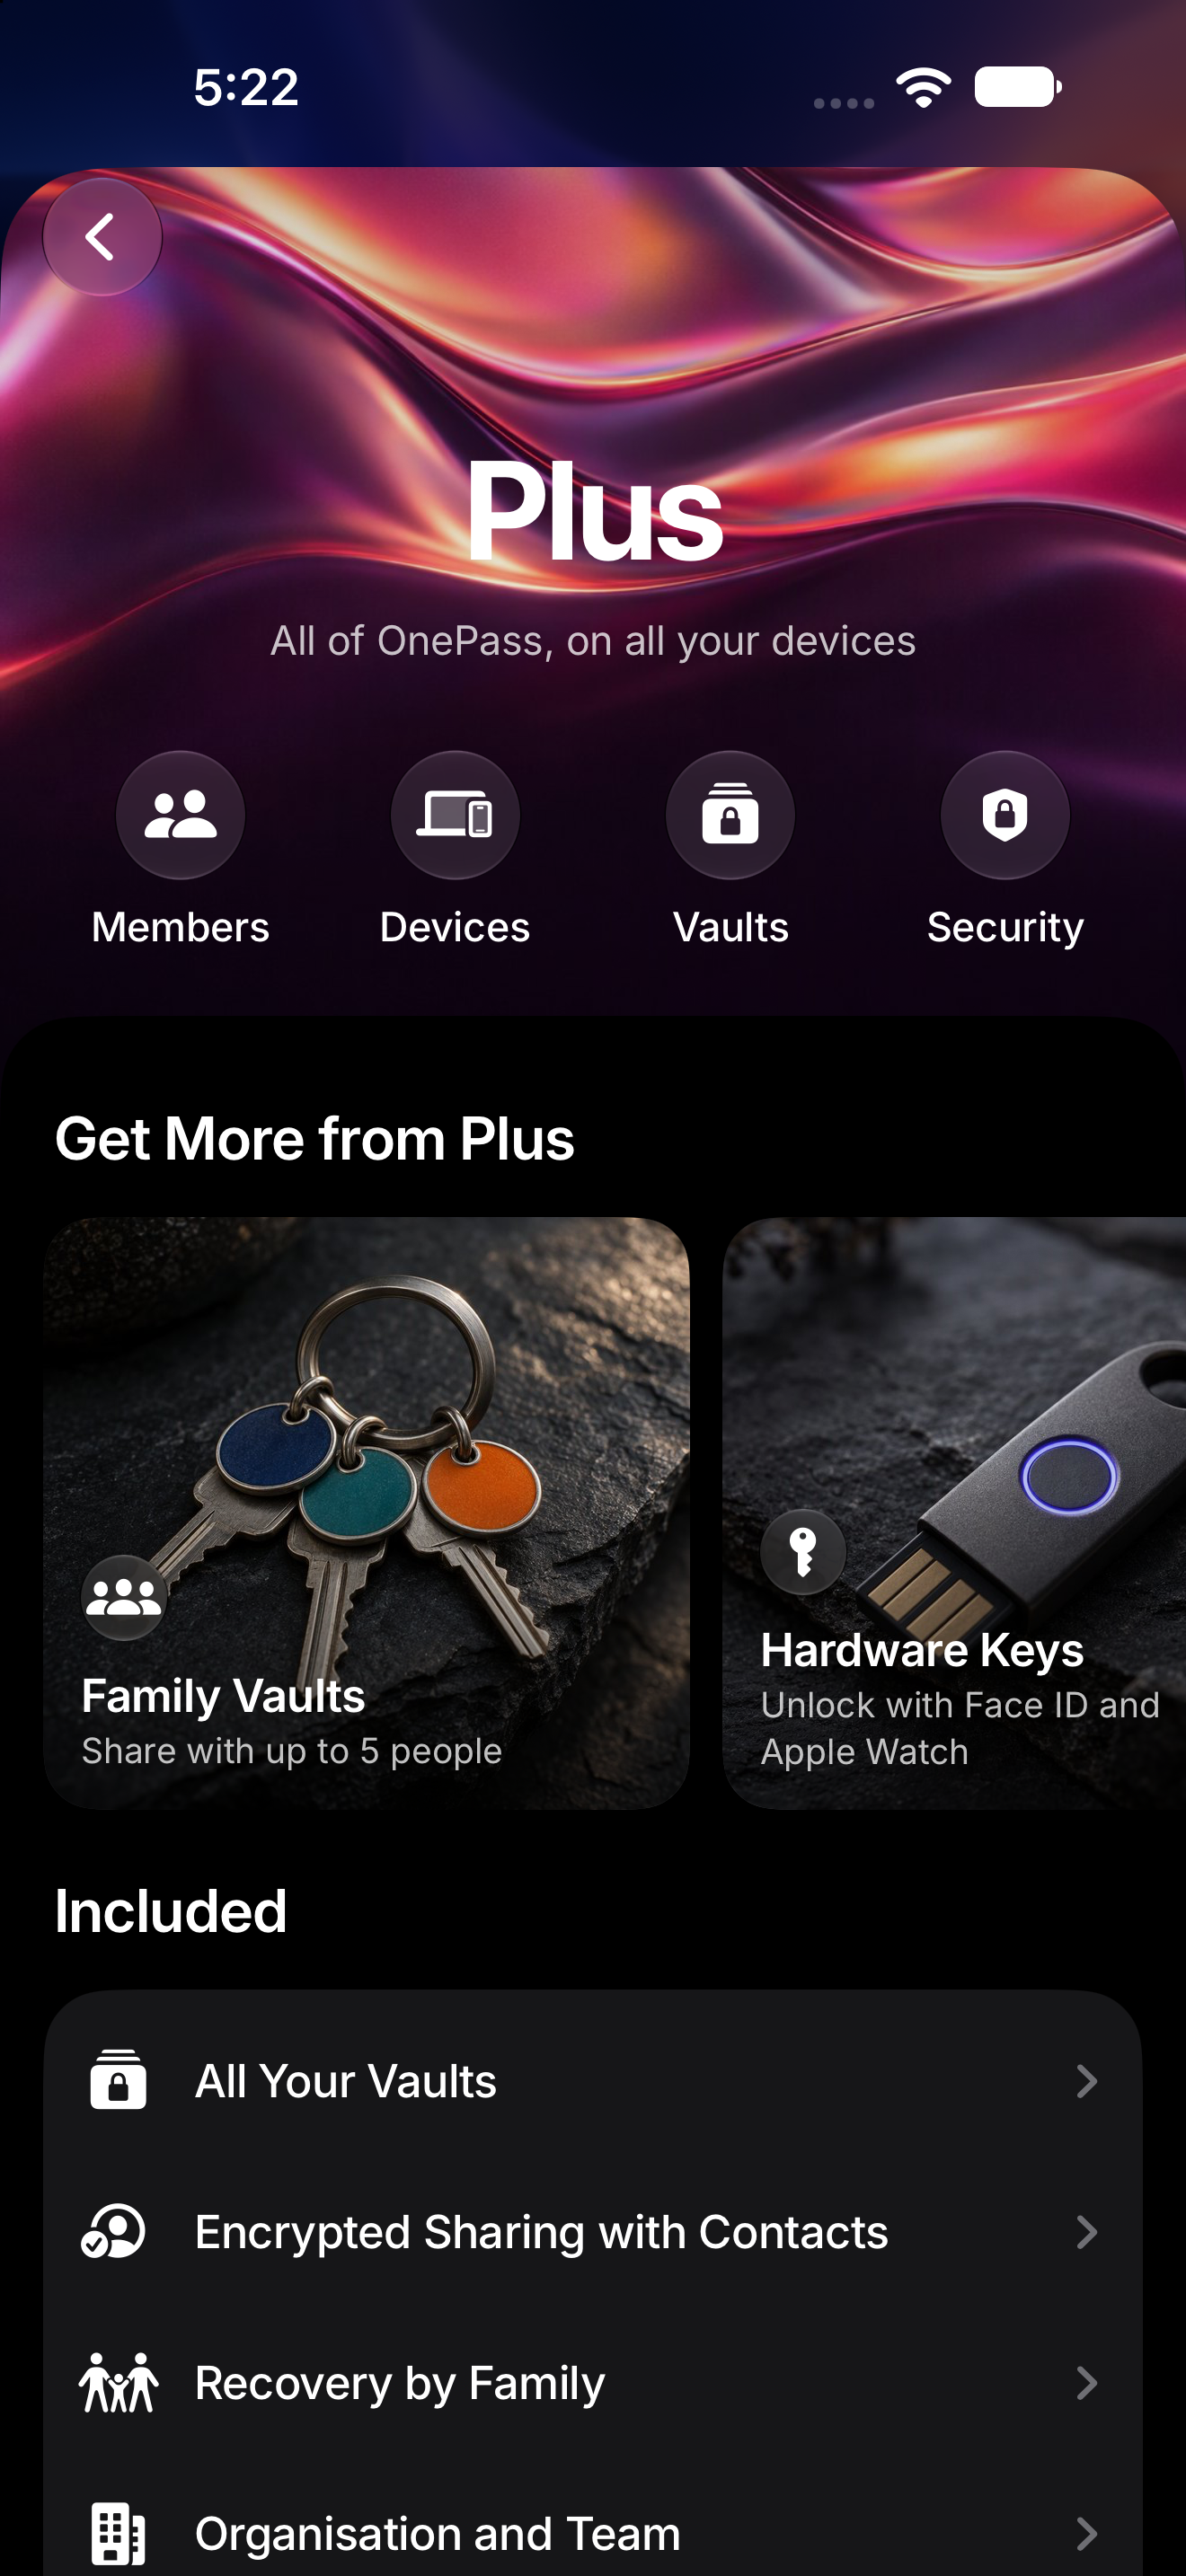 5:22
Plus
All of OnePass, on all your devices
Members
Devices
Vaults
Security
Get More from Plus
Family Vaults
Share with up to 5 people
Hardware Keys
Unlock with Face ID and
Apple Watch
Included
All Your Vaults
Encrypted Sharing with Contacts
Recovery by Family
Organisation and Team